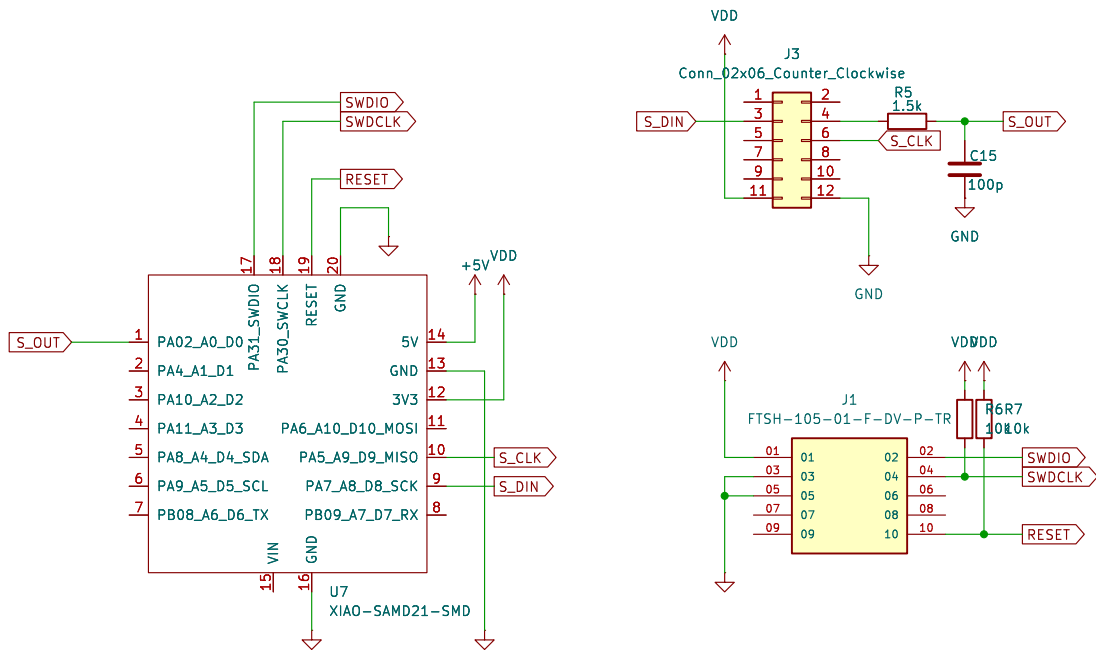 SWDIO
SWDCLK
RESET
17
18
19
20
PA31_SWDIO
PA30_SWCLK
RESET
GND
+5V
VDD
S_OUT
1
PA02_A0_D0
5V
14
2
PA4_A1_D1
GND
13
3
PA10_A2_D2
3V3
12
4
PA11_A3_D3
PA6_A10_D10_MOSI
11
5
PA8_A4_D4_SDA
PA5_A9_D9_MISO
10
S_CLK
6
PA9_A5_D5_SCL
PA7_A8_D8_SCK
9
S_DIN
7
PB08_A6_D6_TX
PB09_A7_D7_RX
8
VIN
GND
15
16
U7
XIAO-SAMD21-SMD
VDD
J3
Conn_02x06_Counter_Clockwise
1
2
S_DIN
3
4
R5
1.5k
S_OUT
5
6
S_CLK
7
8
9
10
11
12
C15
100p
GND
GND
VDD
VDD
VDD
J1
FTSH-105-01-F-DV-P-TR
R6
R7
10k
10k
01
01
02
02
SWDIO
03
03
04
04
SWDCLK
05
05
06
06
07
07
08
08
09
09
10
10
RESET